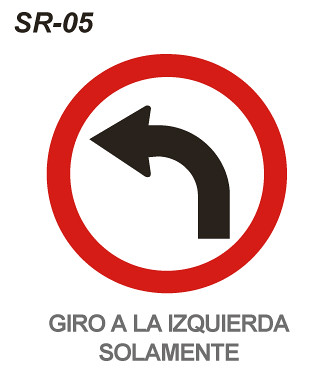 SR-05
GIRO A LA IZQUIERDA
SOLAMENTE